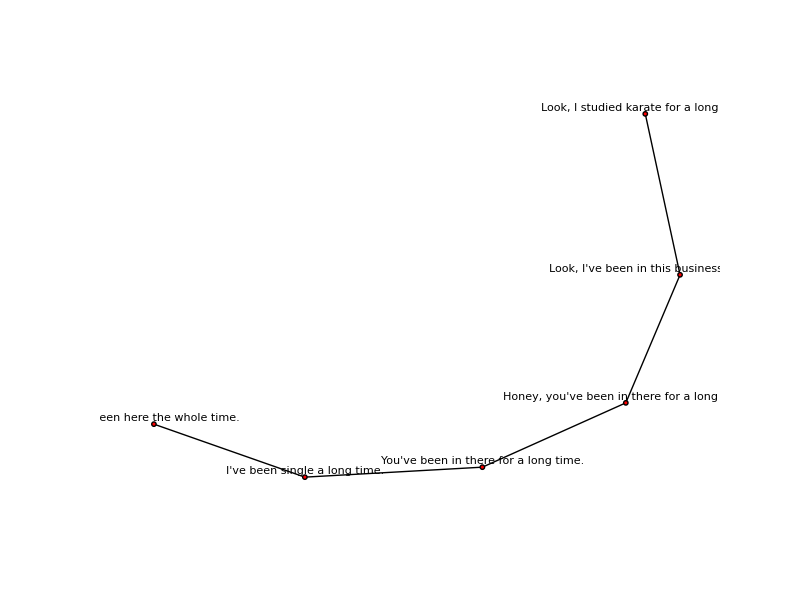 Look, I studied karate for a long
Look, I've been in this business
Honey, you've been in there for a long
een here the whole time.
You've been in there for a long time.
I've been single a long time.